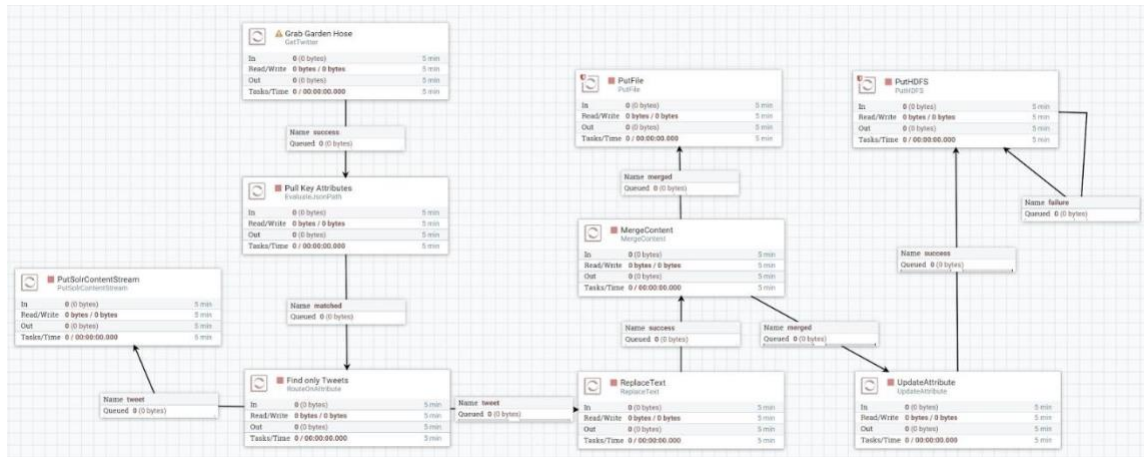 Grab Garden Hose
GetTwitter
In 0 (0 bytes) 5 min
Read/Write 0 bytes / 0 bytes 5 min
Out 0 (0 bytes) 5 min
Tasks/Time 0 / 00:00:00.000 5 min
Name success
Queued 0 (0 bytes)
Pull Key Attributes
EvaluateJsonPath
In 0 (0 bytes) 5 min
Read/Write 0 bytes / 0 bytes 5 min
Out 0 (0 bytes) 5 min
Tasks/Time 0 / 00:00:00.000 5 min
Name matched
Queued 0 (0 bytes)
Find only Tweets
RouteOnAttribute
In 0 (0 bytes) 5 min
Read/Write 0 bytes / 0 bytes 5 min
Out 0 (0 bytes) 5 min
Tasks/Time 0 / 00:00:00.000 5 min
Name tweet
Queued 0 (0 bytes)
PutSolrContentStream
PutSolrContentStream
In 0 (0 bytes) 5 min
Read/Write 0 bytes / 0 bytes 5 min
Out 0 (0 bytes) 5 min
Tasks/Time 0 / 00:00:00.000 5 min
Name tweet
Queued 0 (0 bytes)
ReplaceText
ReplaceText
In 0 (0 bytes) 5 min
Read/Write 0 bytes / 0 bytes 5 min
Out 0 (0 bytes) 5 min
Tasks/Time 0 / 00:00:00.000 5 min
Name success
Queued 0 (0 bytes)
MergeContent
MergeContent
In 0 (0 bytes) 5 min
Read/Write 0 bytes / 0 bytes 5 min
Out 0 (0 bytes) 5 min
Tasks/Time 0 / 00:00:00.000 5 min
Name merged
Queued 0 (0 bytes)
PutFile
PutFile
In 0 (0 bytes) 5 min
Read/Write 0 bytes / 0 bytes 5 min
Out 0 (0 bytes) 5 min
Tasks/Time 0 / 00:00:00.000 5 min
Name merged
Queued 0 (0 bytes)
UpdateAttribute
UpdateAttribute
In 0 (0 bytes) 5 min
Read/Write 0 bytes / 0 bytes 5 min
Out 0 (0 bytes) 5 min
Tasks/Time 0 / 00:00:00.000 5 min
Name success
Queued 0 (0 bytes)
PutHDFS
PutHDFS
In 0 (0 bytes) 5 min
Read/Write 0 bytes / 0 bytes 5 min
Out 0 (0 bytes) 5 min
Tasks/Time 0 / 00:00:00.000 5 min
Name failure
Queued 0 (0 bytes)